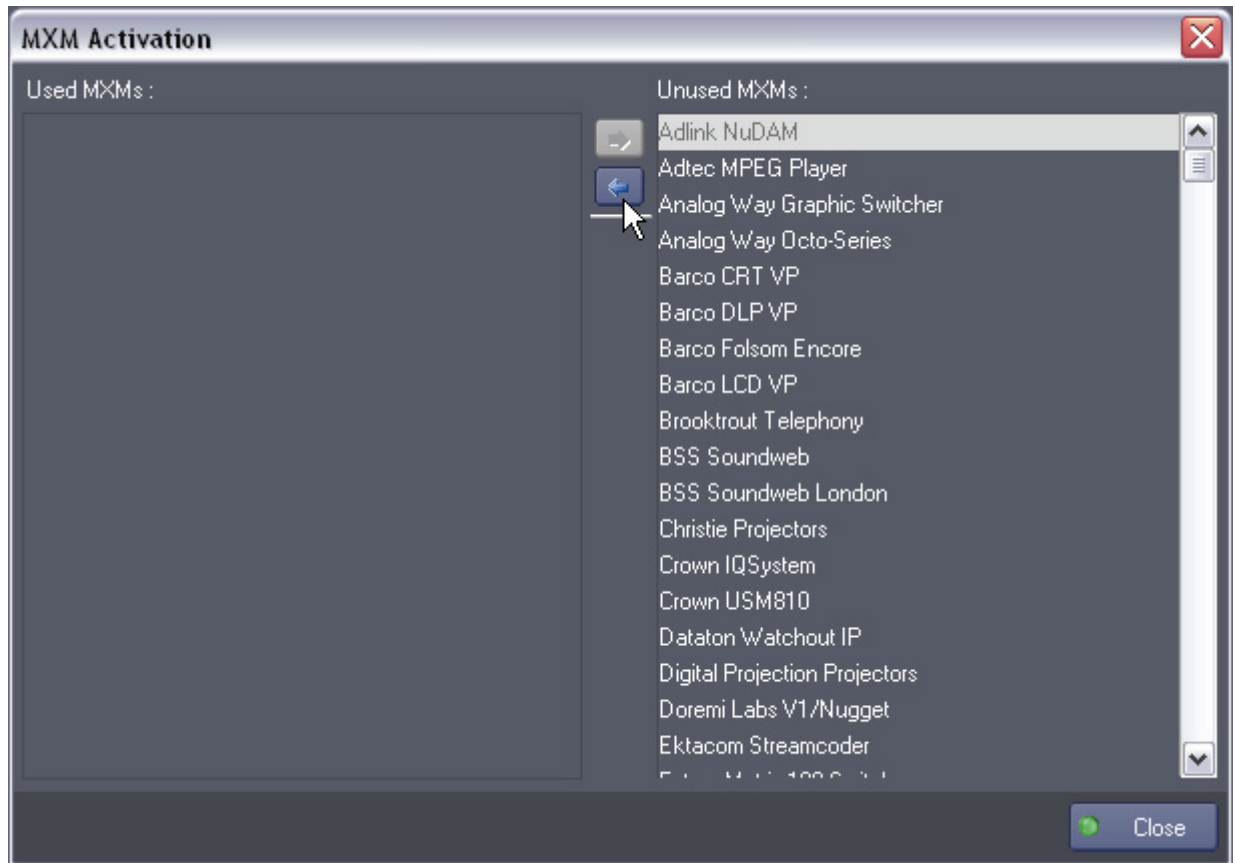 MXM Activation
Used MXMs :
Unused MXMs :
Adlink NuDAM
Adtec MPEG Player
Analog Way Graphic Switcher
Analog Way Octo-Series
Barco CRT VP
Barco DLP VP
Barco Folsom Encore
Barco LCD VP
Brooktrout Telephony
BSS Soundweb
BSS Soundweb London
Christie Projectors
Crown IQSystem
Crown USM810
Dataton Watchout IP
Digital Projection Projectors
Doremi Labs V1/Nugget
Ektacom Streamcoder
Close